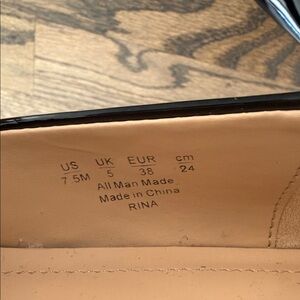 US UK EUR cm
7.5M 5 38 24
All Man Made
Made in China
RINA